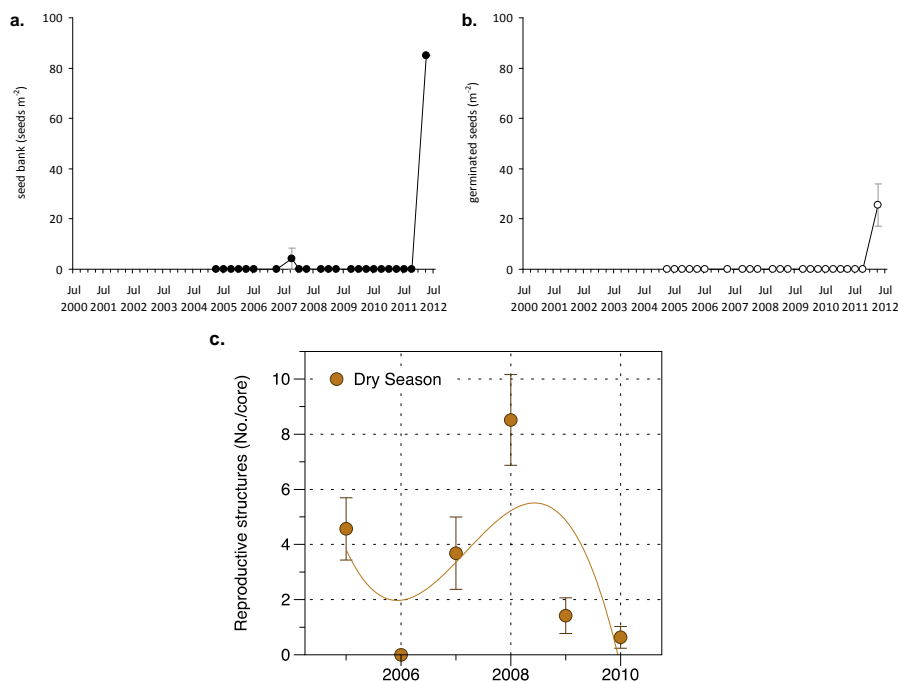 a.
100
80
60
40
20
0
seed bank (seeds m-2)
Jul Jul Jul Jul Jul Jul Jul Jul Jul Jul Jul Jul Jul
2000 2001 2002 2003 2004 2005 2006 2007 2008 2009 2010 2011 2012
b.
100
80
60
40
20
0
germinated seeds (m-2)
Jul Jul Jul Jul Jul Jul Jul Jul Jul Jul Jul Jul Jul
2000 2001 2002 2003 2004 2005 2006 2007 2008 2009 2010 2011 2012
c.
Dry Season
10
8
6
4
2
0
Reproductive structures (No./core)
2006 2008 2010